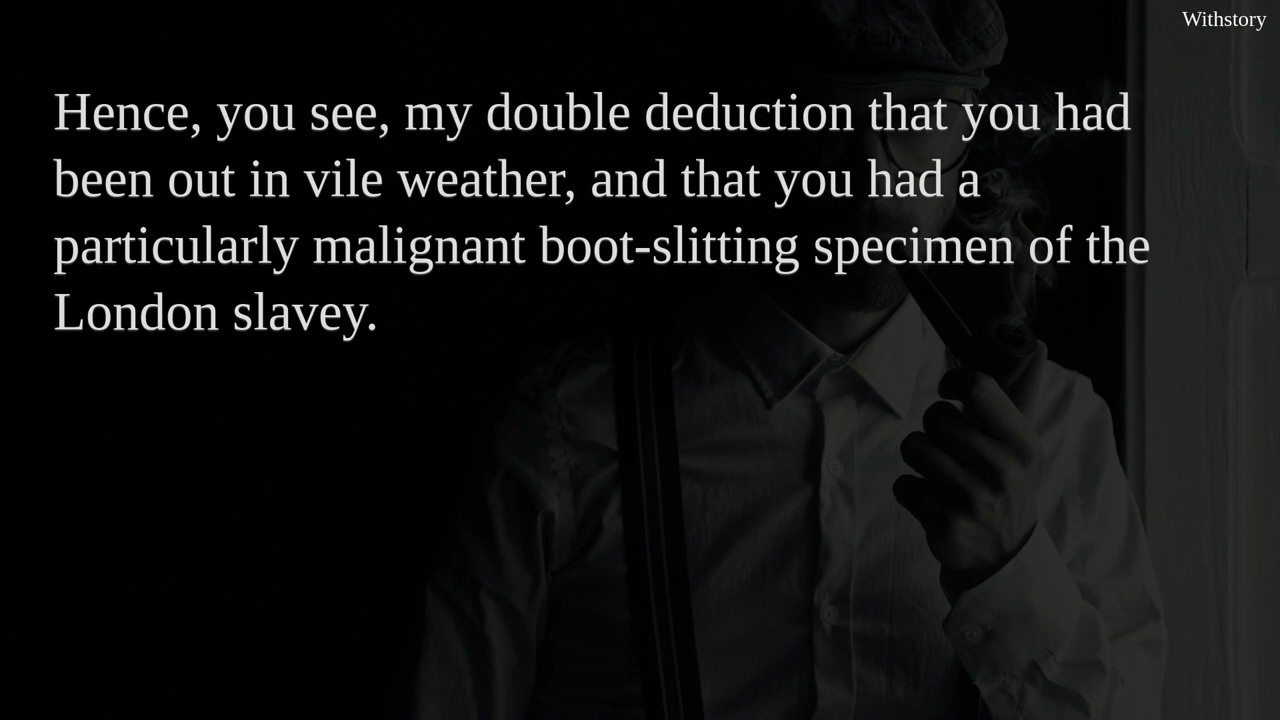 Withstory
Hence, you see, my double deduction that you had
been out in vile weather, and that you had a
particularly malignant boot-slitting specimen of the
London slavey.